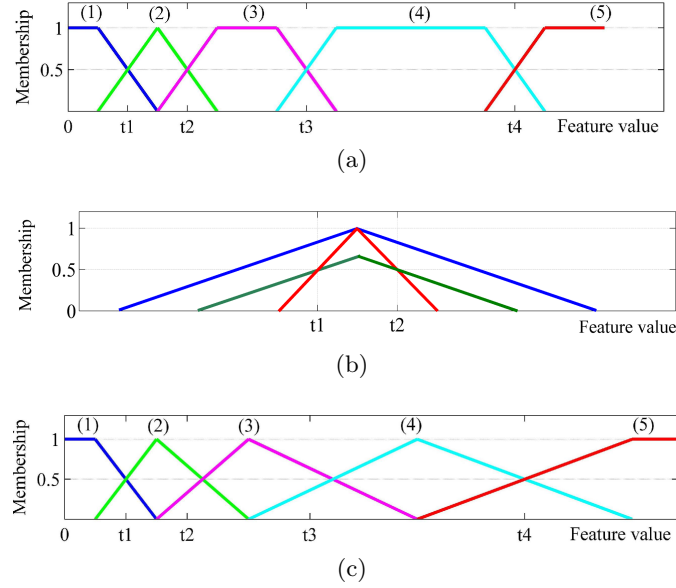 (1) (2) (3) (4) (5)
1
0.5
Membership
0 t1 t2 t3 t4 Feature value
(a)
1
0.5
0
Membership
t1 t2 Feature value
(b)
(1) (2) (3) (4) (5)
1
0.5
Membership
0 t1 t2 t3 t4 Feature value
(c)